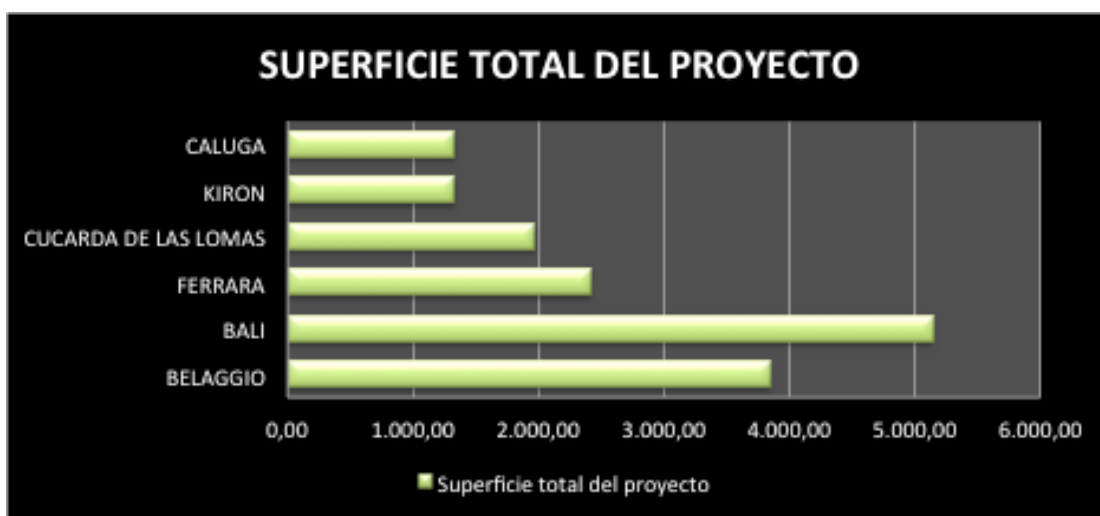 SUPERFICIE TOTAL DEL PROYECTO
CALUGA
KIRON
CUCARDA DE LAS LOMAS
FERRARA
BALI
BELAGGIO
0,00 1.000,00 2.000,00 3.000,00 4.000,00 5.000,00 6.000,00
Superficie total del proyecto